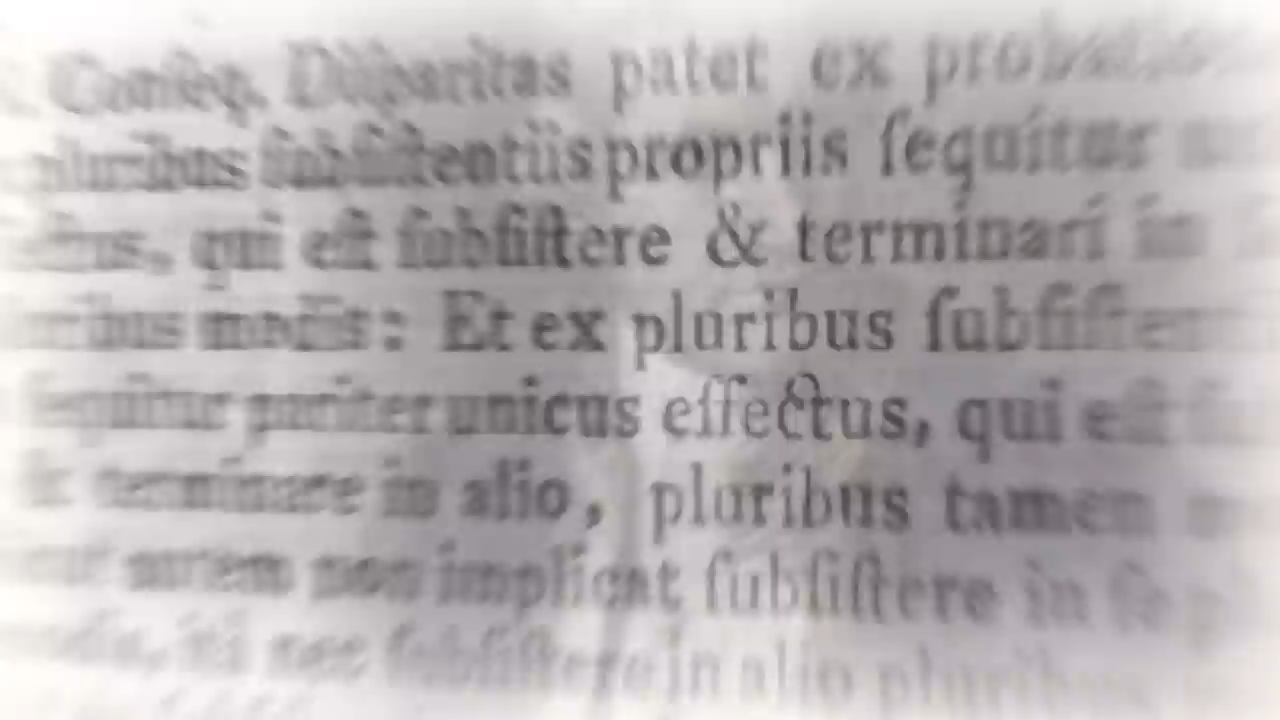 Conſeq. Diſparitas patet ex probatio
pluribus ſubſiſtentiis propriis ſequitur
qui eſt ſubſiſtere & terminari in
modis: Et ex pluribus ſubſiſten
ſequitur pariter unicus effectus, qui eſt
terminare in alio, pluribus tamen
autem non implicat ſubſiſtere in ſe
nec ſubſiſtere in alio pluribus